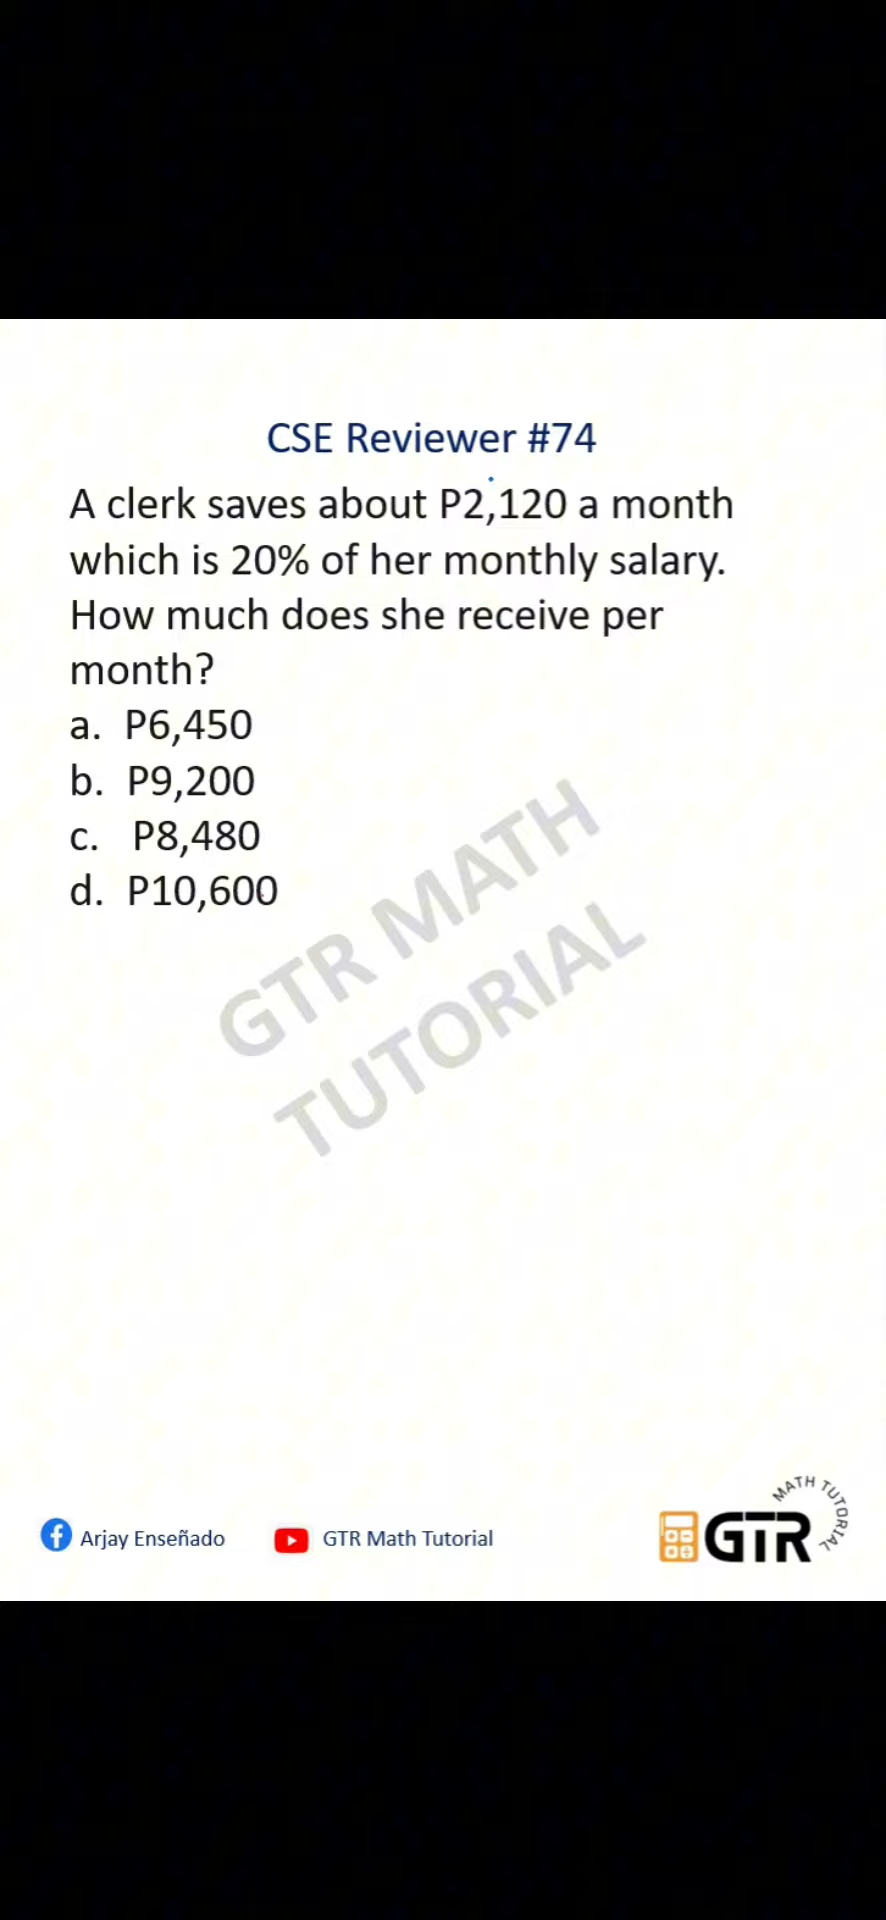 CSE Reviewer #74
A clerk saves about P2,120 a month
which is 20% of her monthly salary.
How much does she receive per
month?
a. P6,450
b. P9,200
c. P8,480
d. P10,600
GTR MATH
TUTORIAL
Arjay Enseñado
GTR Math Tutorial
GTR
MATH TUTORIAL